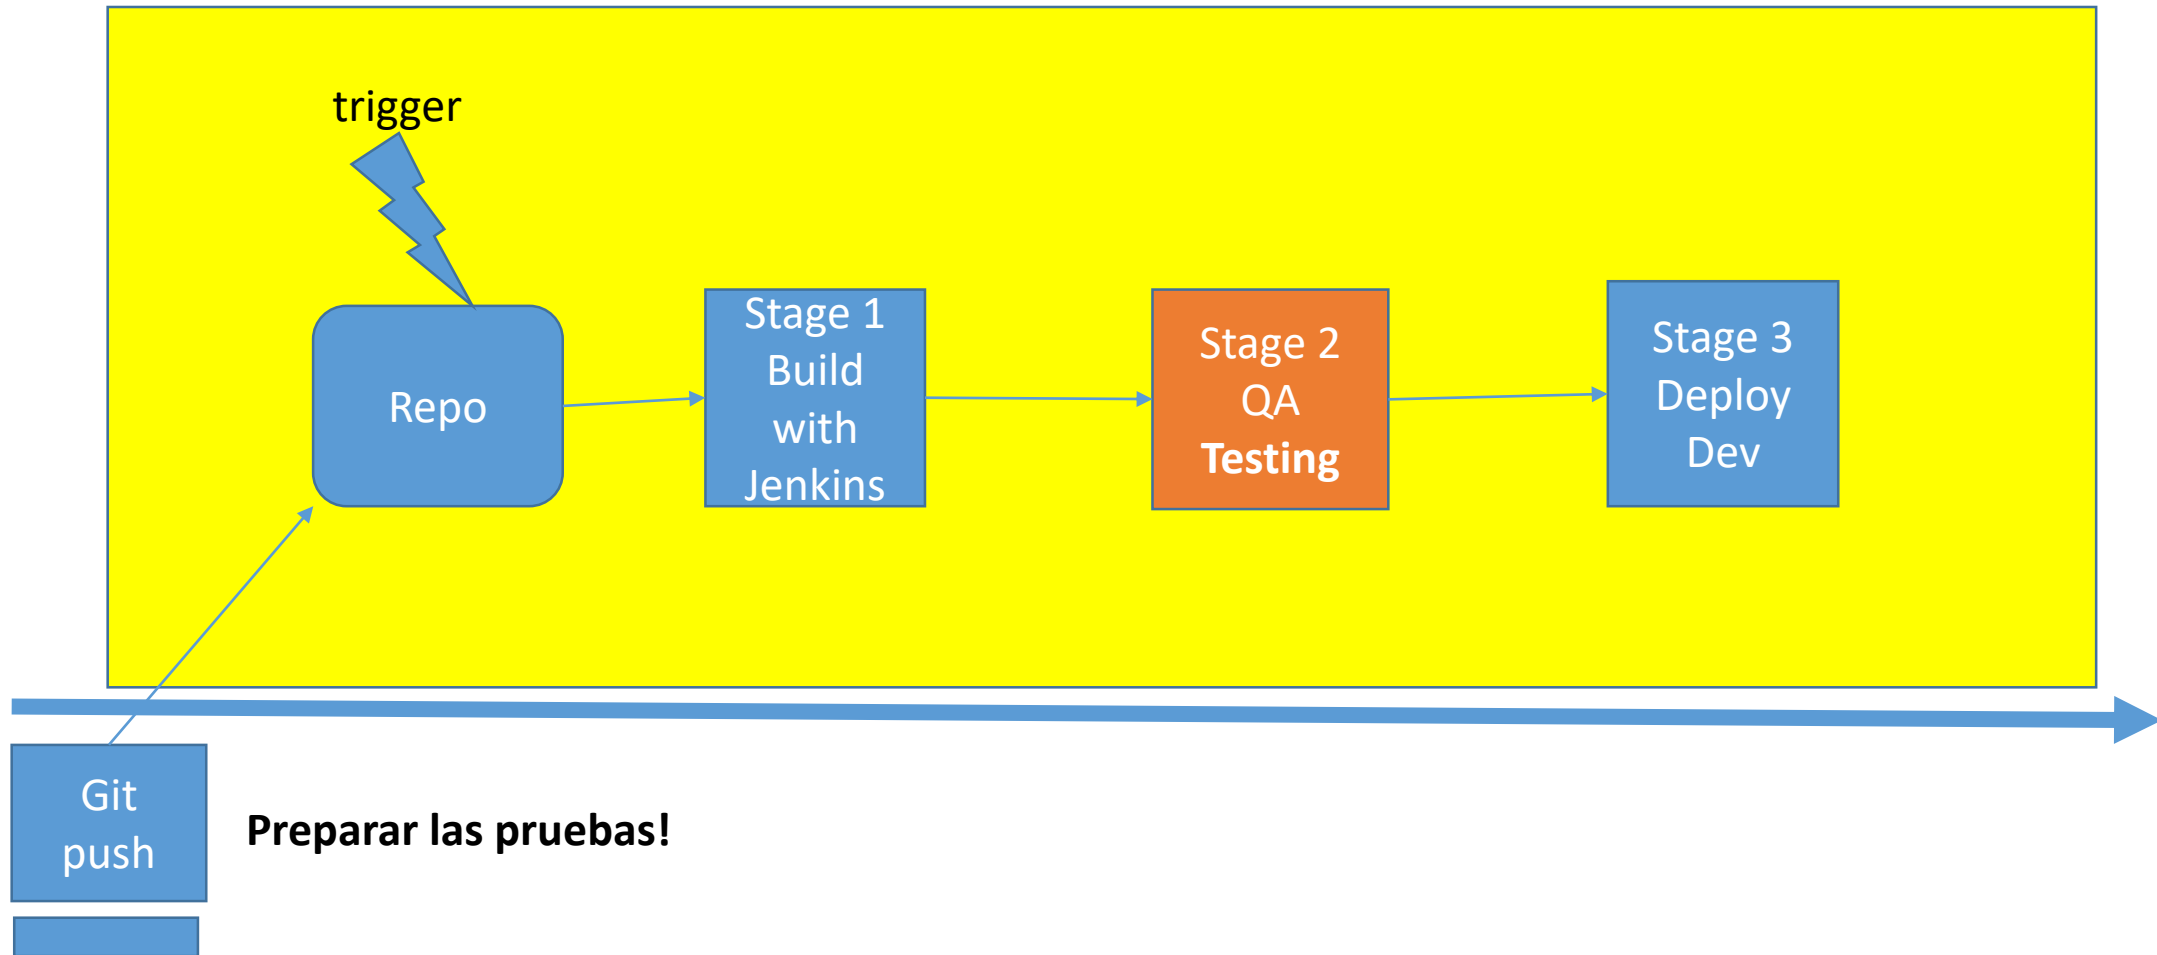 trigger
Repo
Stage 1
Build
with
Jenkins
Stage 2
QA
Testing
Stage 3
Deploy
Dev
Git
push
Preparar las pruebas!